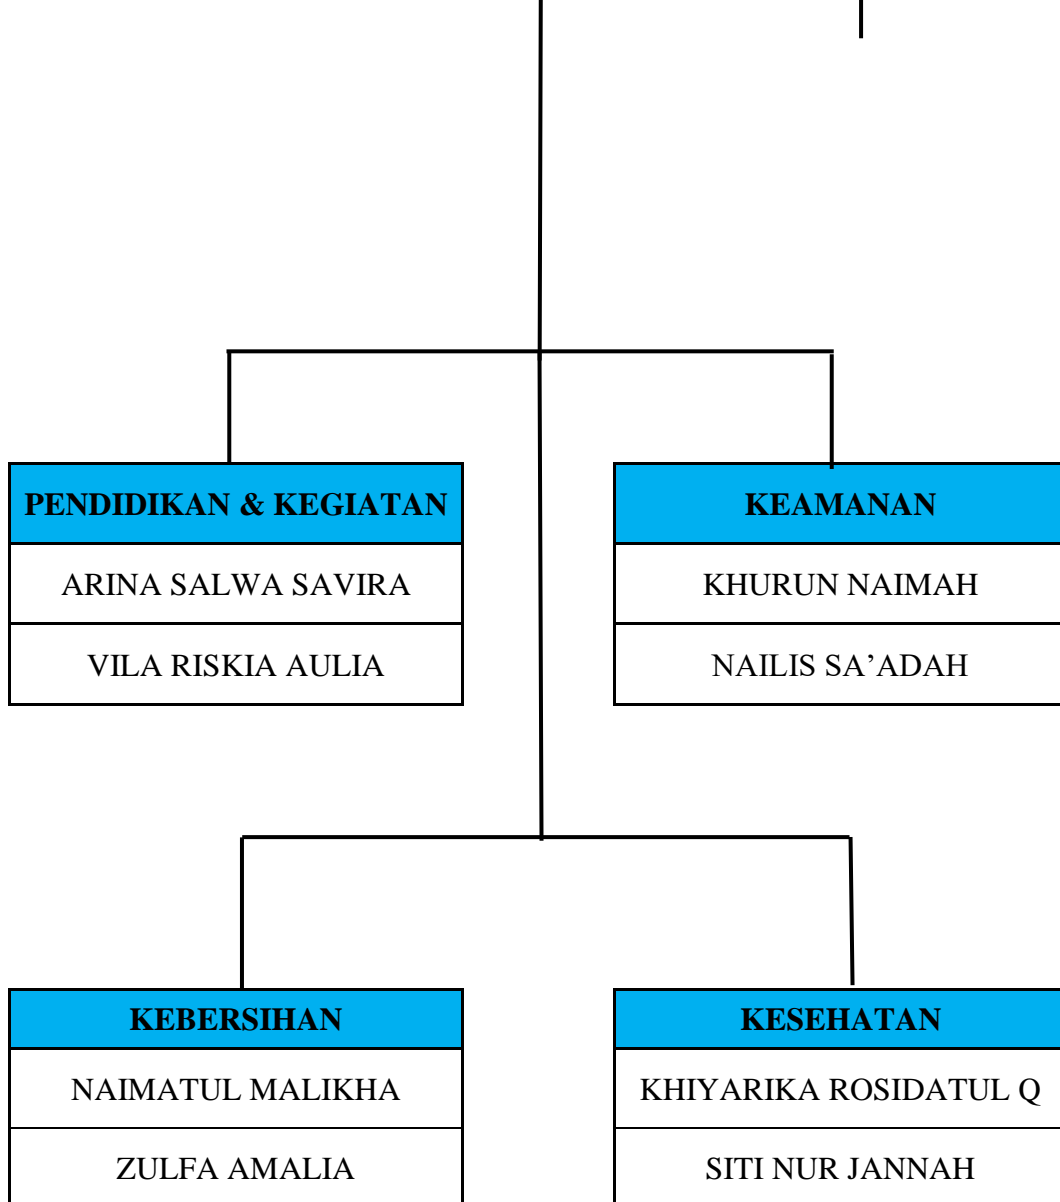 PENDIDIKAN & KEGIATAN
ARINA SALWA SAVIRA
VILA RISKIA AULIA
KEAMANAN
KHURUN NAIMAH
NAILIS SA’ADAH
KEBERSIHAN
NAIMATUL MALIKHA
ZULFA AMALIA
KESEHATAN
KHIYARIKA ROSIDATUL Q
SITI NUR JANNAH